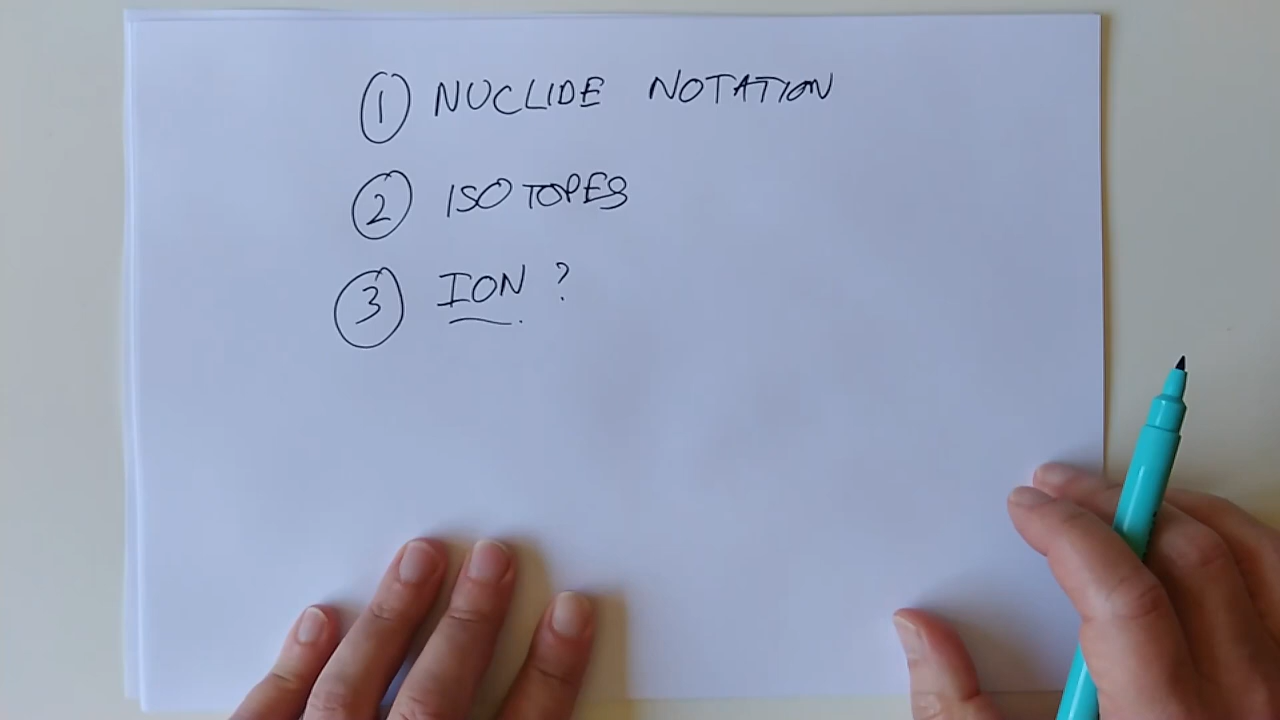 ① NUCLIDE NOTATION
② ISOTOPES
③ ION ?